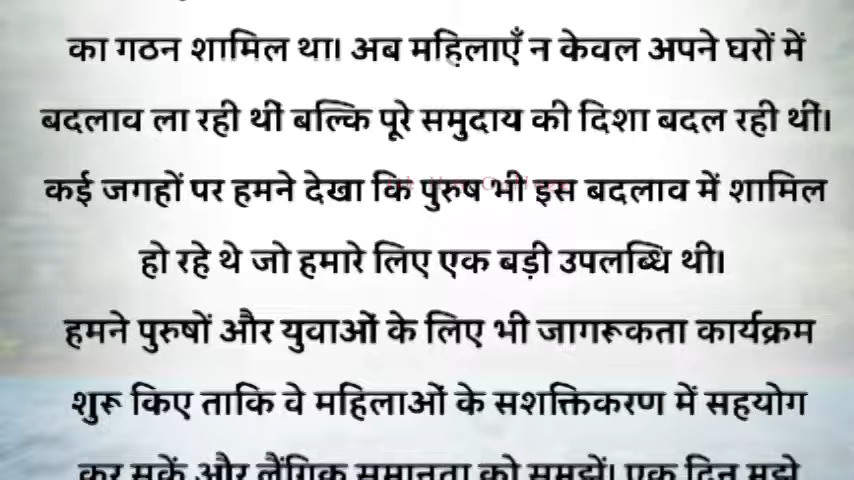 का गठन शामिल था। अब महिलाएँ न केवल अपने घरों में
बदलाव ला रही थीं बल्कि पूरे समुदाय की दिशा बदल रही थीं।
कई जगहों पर हमने देखा कि पुरुष भी इस बदलाव में शामिल
हो रहे थे जो हमारे लिए एक बड़ी उपलब्धि थी।
हमने पुरुषों और युवाओं के लिए भी जागरूकता कार्यक्रम
शुरू किए ताकि वे महिलाओं के सशक्तिकरण में सहयोग
कर सकें और लैंगिक समानता को समझें। एक दिन मुझे